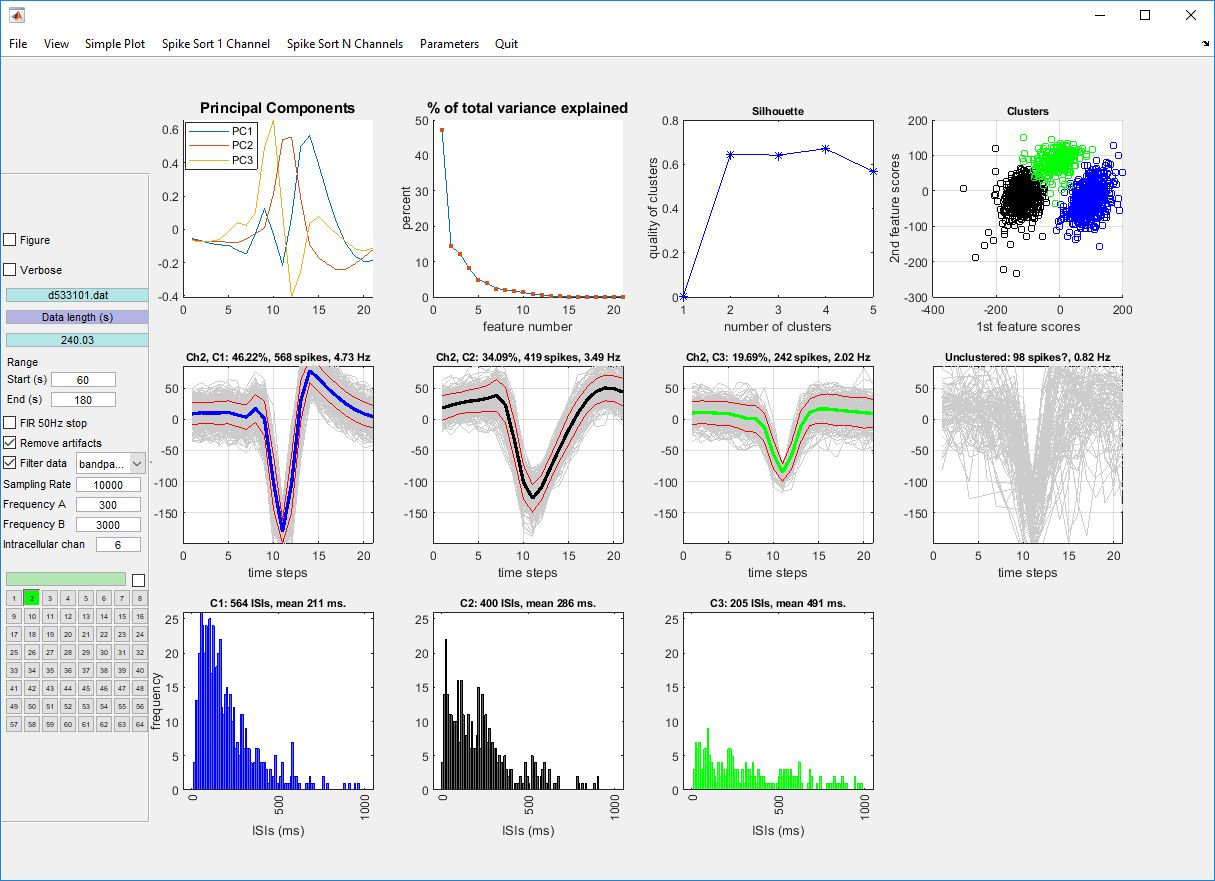 File View Simple Plot Spike Sort 1 Channel Spike Sort N Channels Parameters Quit
Figure
Verbose
d533101.dat
Data length (s)
240.03
Range
Start (s) 60
End (s) 180
FIR 50Hz stop
Remove artifacts
Filter data bandpa...
Sampling Rate 10000
Frequency A 300
Frequency B 3000
Intracellular chan 6
1 2 3 4 5 6 7 8
9 10 11 12 13 14 15 16
17 18 19 20 21 22 23 24
25 26 27 28 29 30 31 32
33 34 35 36 37 38 39 40
41 42 43 44 45 46 47 48
49 50 51 52 53 54 55 56
57 58 59 60 61 62 63 64
Principal Components
PC1
PC2
PC3
0.6
0.4
0.2
0
-0.2
-0.4
0 5 10 15 20
% of total variance explained
percent
50
40
30
20
10
0
0 5 10 15 20
feature number
Silhouette
quality of clusters
0.8
0.6
0.4
0.2
0
1 2 3 4 5
number of clusters
Clusters
2nd feature scores
200
100
0
-100
-200
-300
-400 -200 0 200
1st feature scores
Ch2, C1: 46.22%, 568 spikes, 4.73 Hz
50
0
-50
-100
-150
0 5 10 15 20
time steps
Ch2, C2: 34.09%, 419 spikes, 3.49 Hz
50
0
-50
-100
-150
0 5 10 15 20
time steps
Ch2, C3: 19.69%, 242 spikes, 2.02 Hz
50
0
-50
-100
-150
0 5 10 15 20
time steps
Unclustered: 98 spikes?, 0.82 Hz
50
0
-50
-100
-150
0 5 10 15 20
time steps
C1: 564 ISIs, mean 211 ms.
frequency
25
20
15
10
5
0
0 500 1000
ISIs (ms)
C2: 400 ISIs, mean 286 ms.
25
20
15
10
5
0
0 500 1000
ISIs (ms)
C3: 205 ISIs, mean 491 ms.
25
20
15
10
5
0
0 500 1000
ISIs (ms)